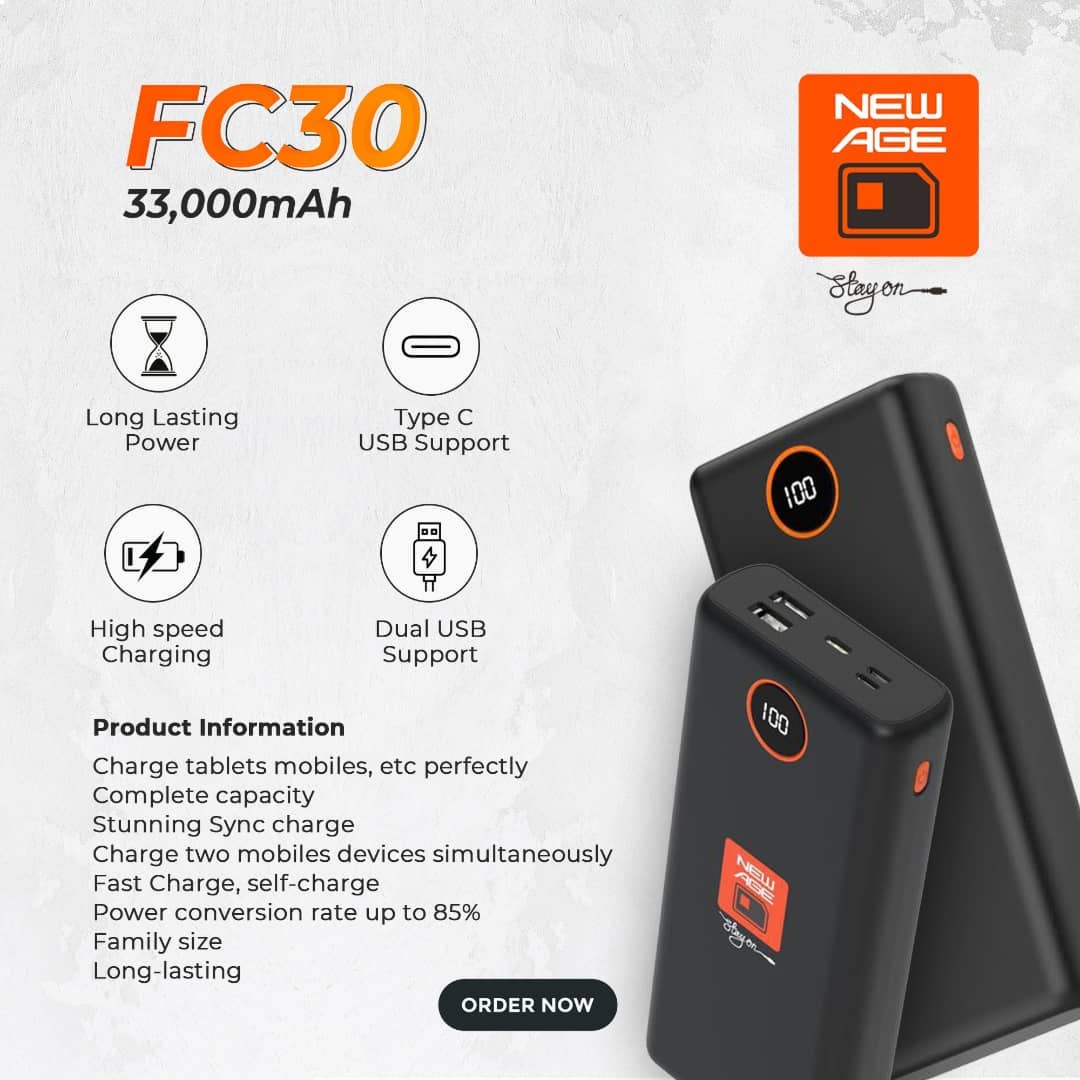 FC30
33,000mAh
NEW
AGE
Stay on
Long Lasting
Power
Type C
USB Support
High speed
Charging
Dual USB
Support
100
100
Product Information
Charge tablets mobiles, etc perfectly
Complete capacity
Stunning Sync charge
Charge two mobiles devices simultaneously
Fast Charge, self-charge
Power conversion rate up to 85%
Family size
Long-lasting
NEW
AGE
Stay on
ORDER NOW